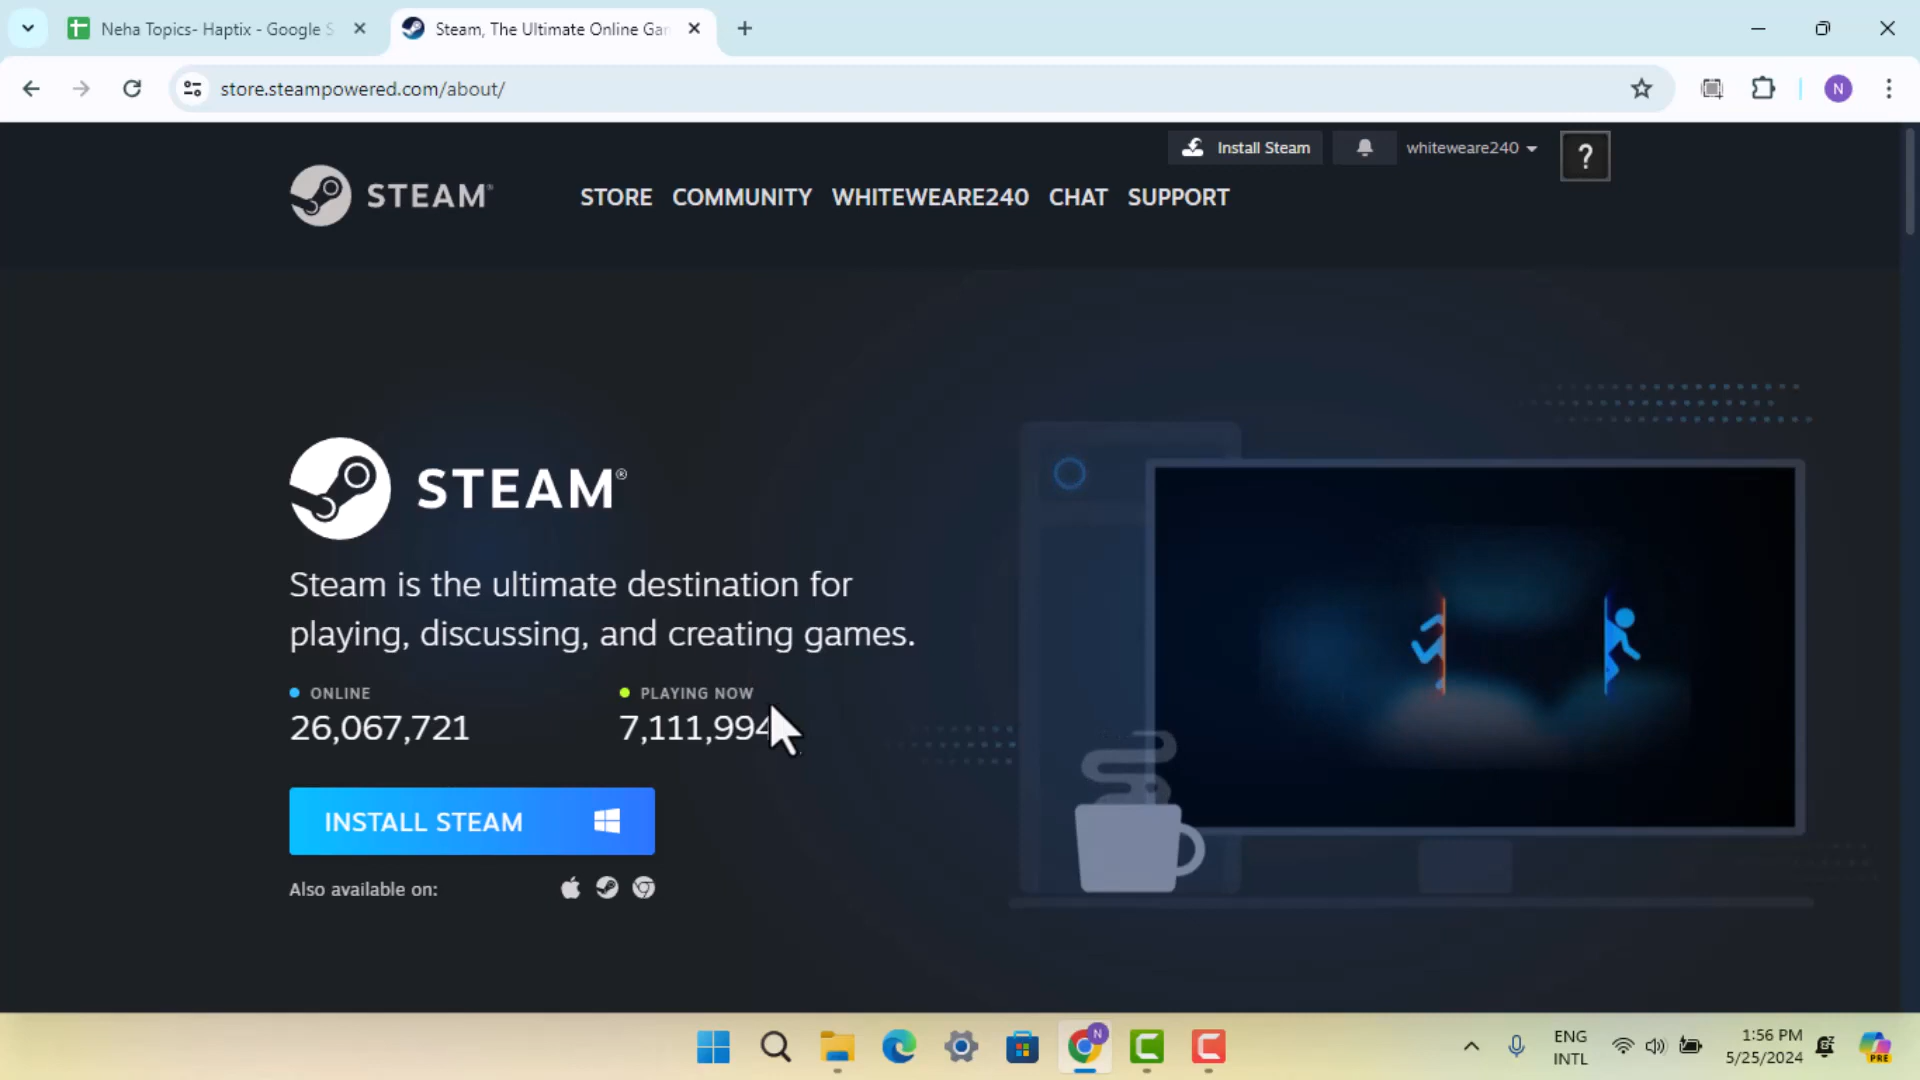 Neha Topics- Haptix - Google S
Steam, The Ultimate Online Gar
store.steampowered.com/about/
N
Install Steam
whiteweare240
?
STEAM®
STORE COMMUNITY WHITEWEARE240 CHAT SUPPORT
STEAM®
Steam is the ultimate destination for
playing, discussing, and creating games.
ONLINE
26,067,721
PLAYING NOW
7,111,994
INSTALL STEAM
Also available on:
N
ENG
INTL
1:56 PM
5/25/2024
PRE